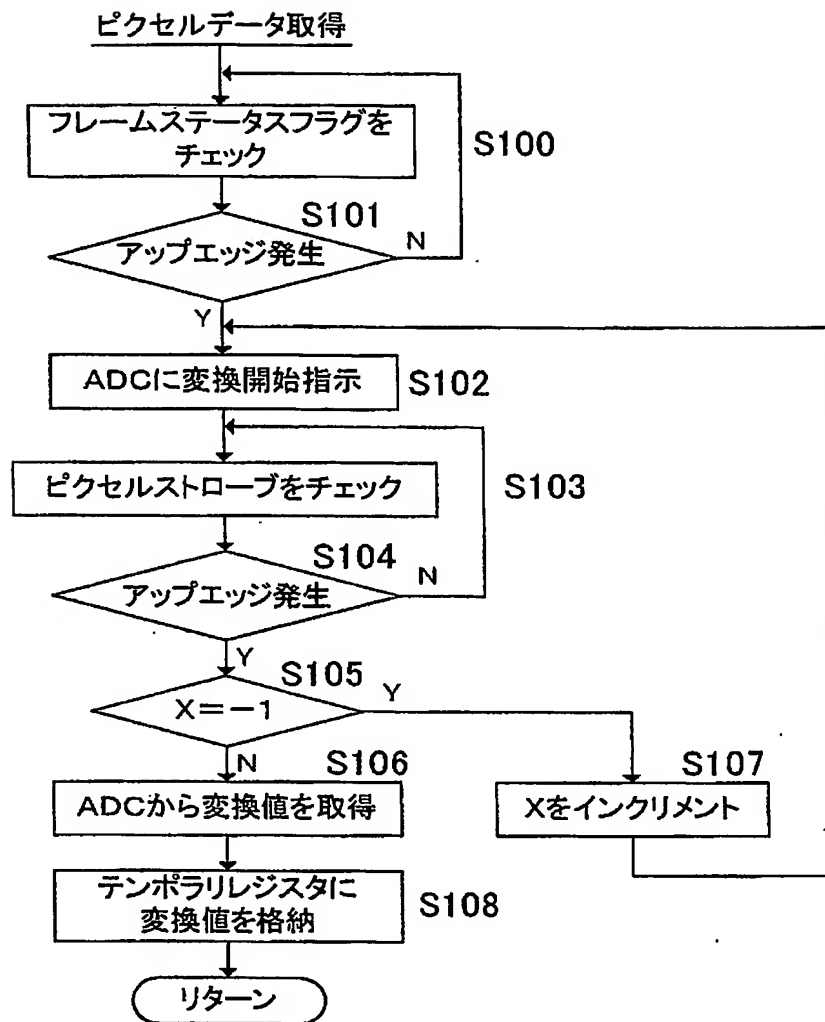 ピクセルデータ取得
フレームステータスフラグを
チェック
S100
S101
アップエッジ発生
N
Y
ADCに変換開始指示
S102
ピクセルストローブをチェック
S103
S104
アップエッジ発生
N
Y
S105
X=-1
Y
N
S106
ADCから変換値を取得
S107
Xをインクリメント
テンポラリレジスタに
変換値を格納
S108
リターン